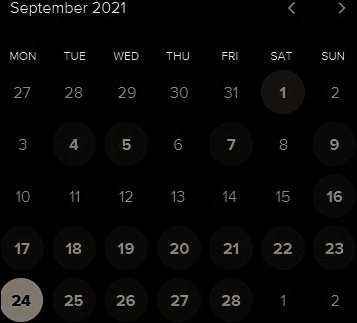 September 2021 < >
MON TUE WED THU FRI SAT SUN
27 28 29 30 31 1 2
3 4 5 6 7 8 9
10 11 12 13 14 15 16
17 18 19 20 21 22 23
24 25 26 27 28 1 2